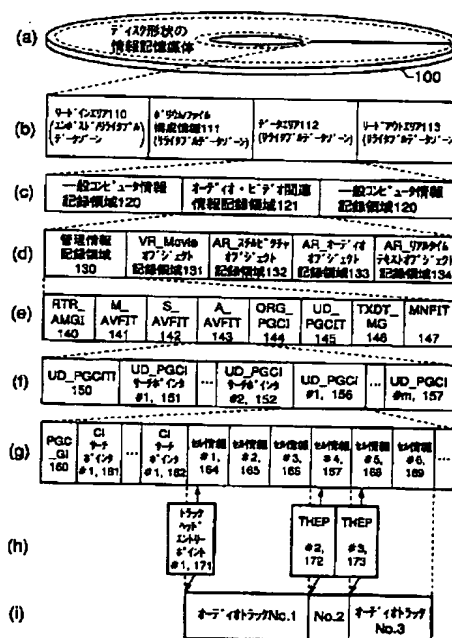 (a)
ディスク形状の
情報記憶媒体
100
(b)
リードインエリア110
(エンボスド/リライタブル)
(データゾーン)
ボリウム/ファイル
構成情報111
(リライタブルデータゾーン)
データエリア112
(リライタブルデータゾーン)
リードアウトエリア113
(リライタブルデータゾーン)
(c)
一般コンピュータ情報
記録領域120
オーディオ・ビデオ関連
情報記録領域121
一般コンピュータ情報
記録領域120
(d)
管理情報
記録領域
130
VR_Movie
オブジェクト
記録領域131
AR_スチルピクチャ
オブジェクト
記録領域132
AR_オーディオ
オブジェクト
記録領域133
AR_リアルタイム
テキストオブジェクト
記録領域134
(e)
RTR_
AMGI
140
M_
AVFIT
141
S_
AVFIT
142
A_
AVFIT
143
ORG_
PGCI
144
UD_
PGCIT
145
TXDT_
MG
146
MNFIT
147
(f)
UD_PGCITI
150
UD_PGCI
サーチポインタ
#1, 151
...
UD_PGCI
サーチポインタ
#2, 152
UD_PGCI
#1, 156
...
UD_PGCI
#m, 157
(g)
PGC
_GI
160
CI
サーチ
ポインタ
#1, 161
...
CI
サーチ
ポインタ
#1, 162
セル情報
#1,
164
セル情報
#2,
165
セル情報
#3,
166
セル情報
#4,
167
セル情報
#5,
168
セル情報
#6,
169
...
(h)
トラック
ヘッド
エントリー
ポイント
#1, 171
THEP
#2,
172
THEP
#3,
173
(i)
オーディオトラックNo.1
No.2
オーディオトラック
No.3